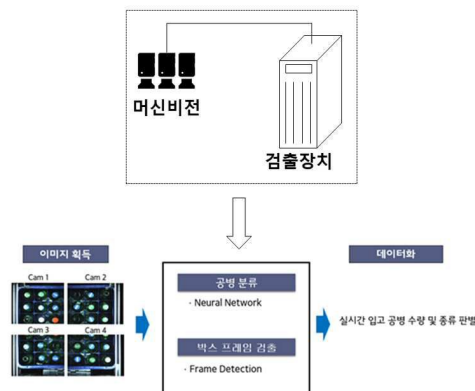 머신비전
검출장치
이미지 획득
Cam 1
Cam 2
Cam 3
Cam 4
공병 분류
· Neural Network
박스 프레임 검출
· Frame Detection
데이터화
실시간 입고 공병 수량 및 종류 판별